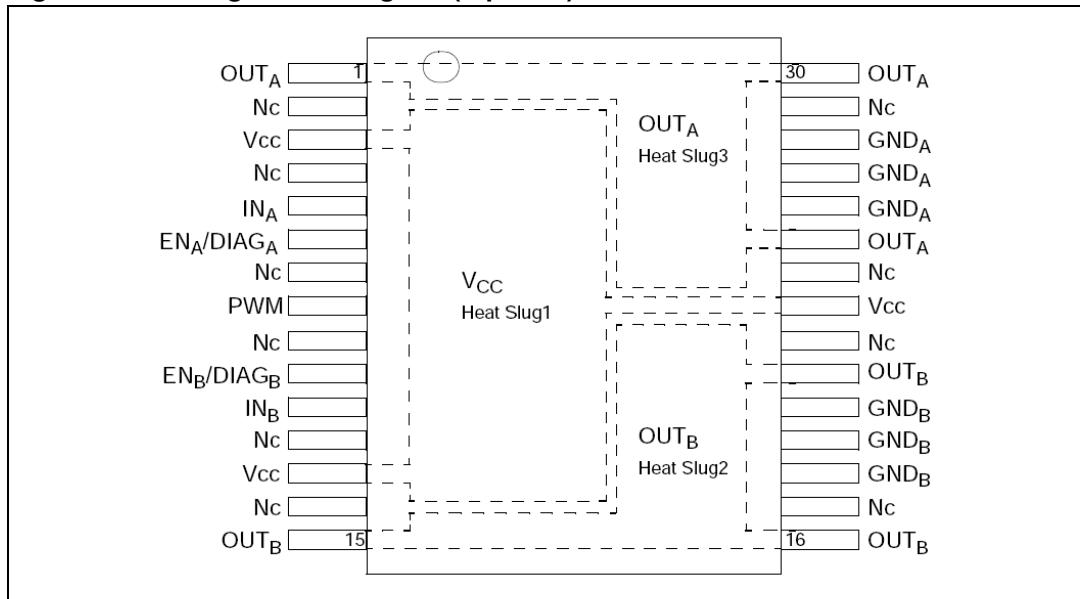 OUTA
Nc
Vcc
Nc
INA
ENA/DIAGA
Nc
PWM
Nc
ENB/DIAGB
INB
Nc
Vcc
Nc
OUTB
1
15
VCC
Heat Slug1
OUTA
Heat Slug3
OUTB
Heat Slug2
30
16
OUTA
Nc
GNDA
GNDA
GNDA
OUTA
Nc
Vcc
Nc
OUTB
GNDB
GNDB
GNDB
Nc
OUTB